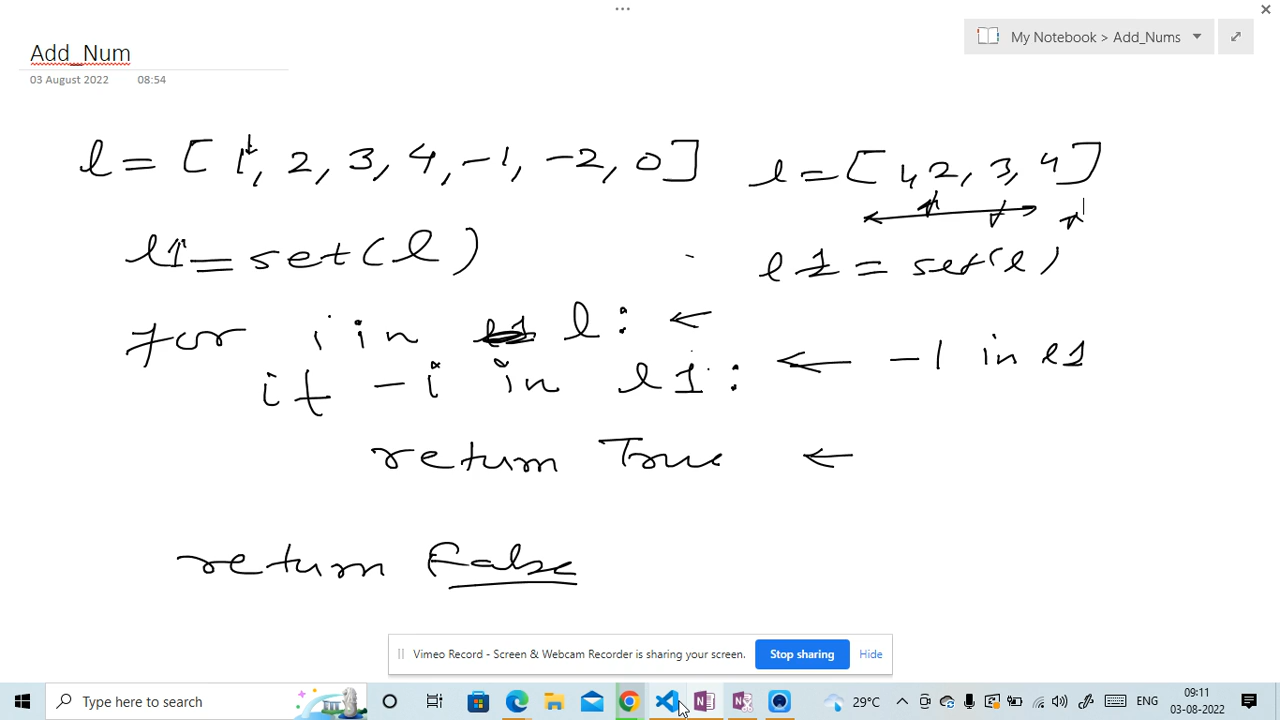 Add_Num
03 August 2022 08:54
My Notebook > Add_Nums
l = [1, 2, 3, 4, -1, -2, 0]
l = [1, 2, 3, 4]
l1 = set(l)
l1 = set(l)
for i in l: ←
if -i in l1: ← -1 in l1
return True ←
return False
Vimeo Record - Screen & Webcam Recorder is sharing your screen.
Stop sharing
Hide
Type here to search
29°C
ENG
09:11
03-08-2022